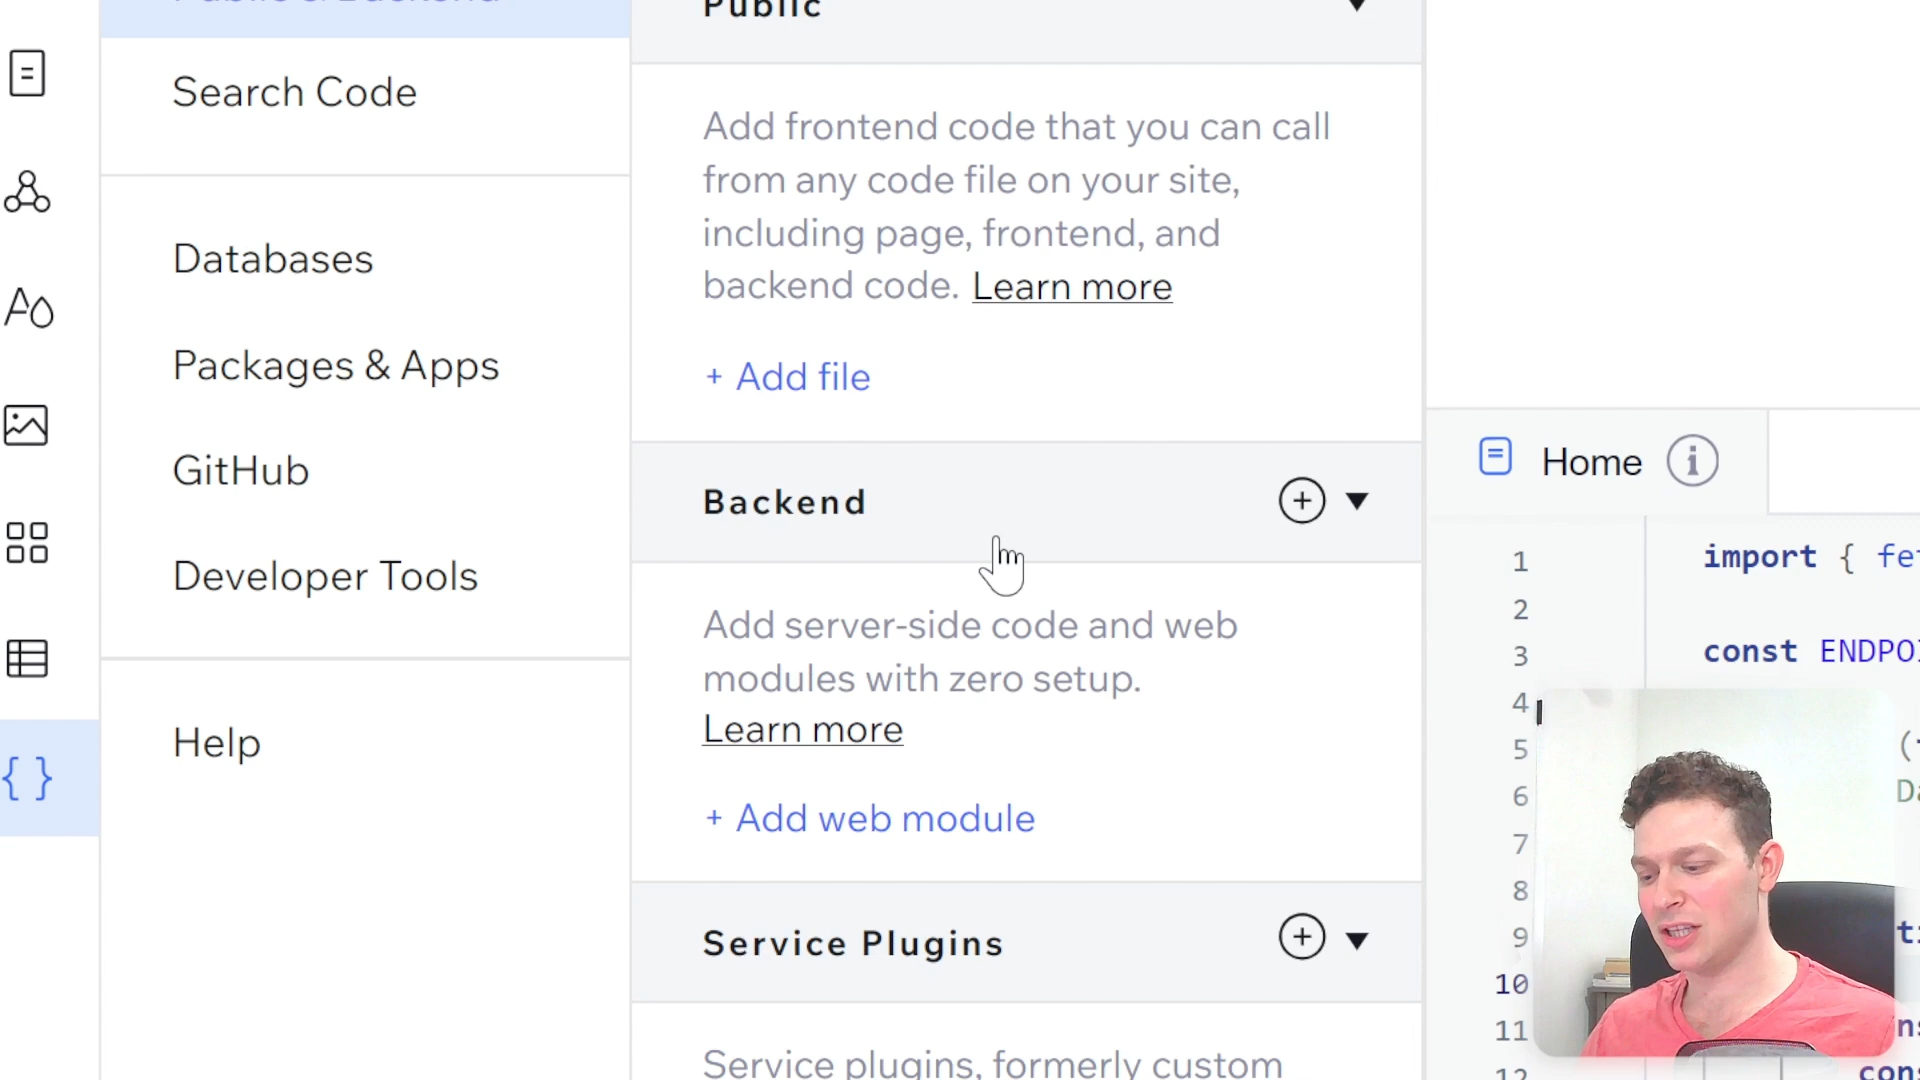 Public & Backend
Search Code
Databases
Packages & Apps
GitHub
Developer Tools
Help
Public
Add frontend code that you can call
from any code file on your site,
including page, frontend, and
backend code. Learn more
+ Add file
Backend
Add server-side code and web
modules with zero setup.
Learn more
+ Add web module
Service Plugins
Service plugins, formerly custom
Home
1 import {
2
3 const
4
5 (
6
7
8
9
10
11
12